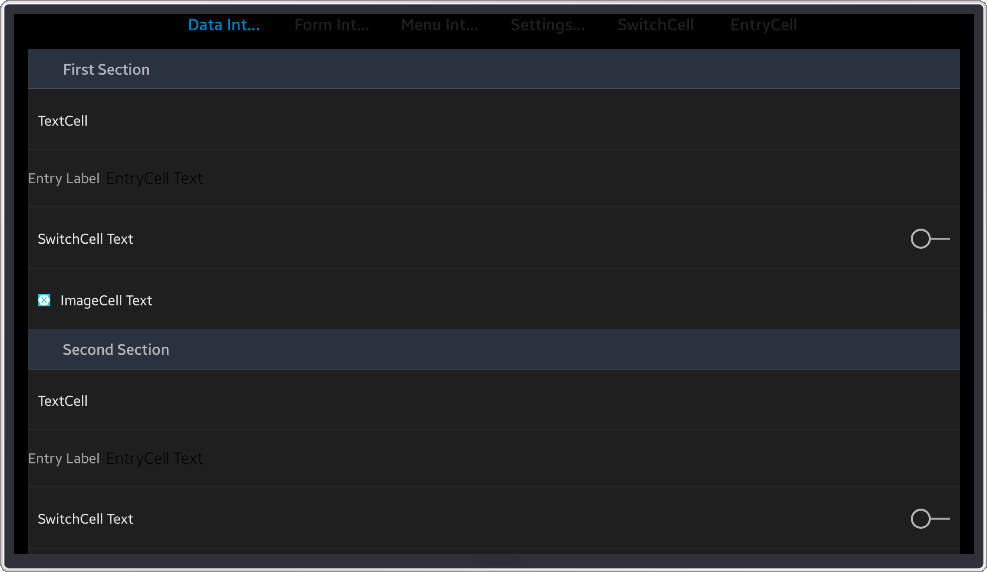 Data Int... Form Int... Menu Int... Settings... SwitchCell EntryCell
First Section
TextCell
Entry Label EntryCell Text
SwitchCell Text
ImageCell Text
Second Section
TextCell
Entry Label EntryCell Text
SwitchCell Text